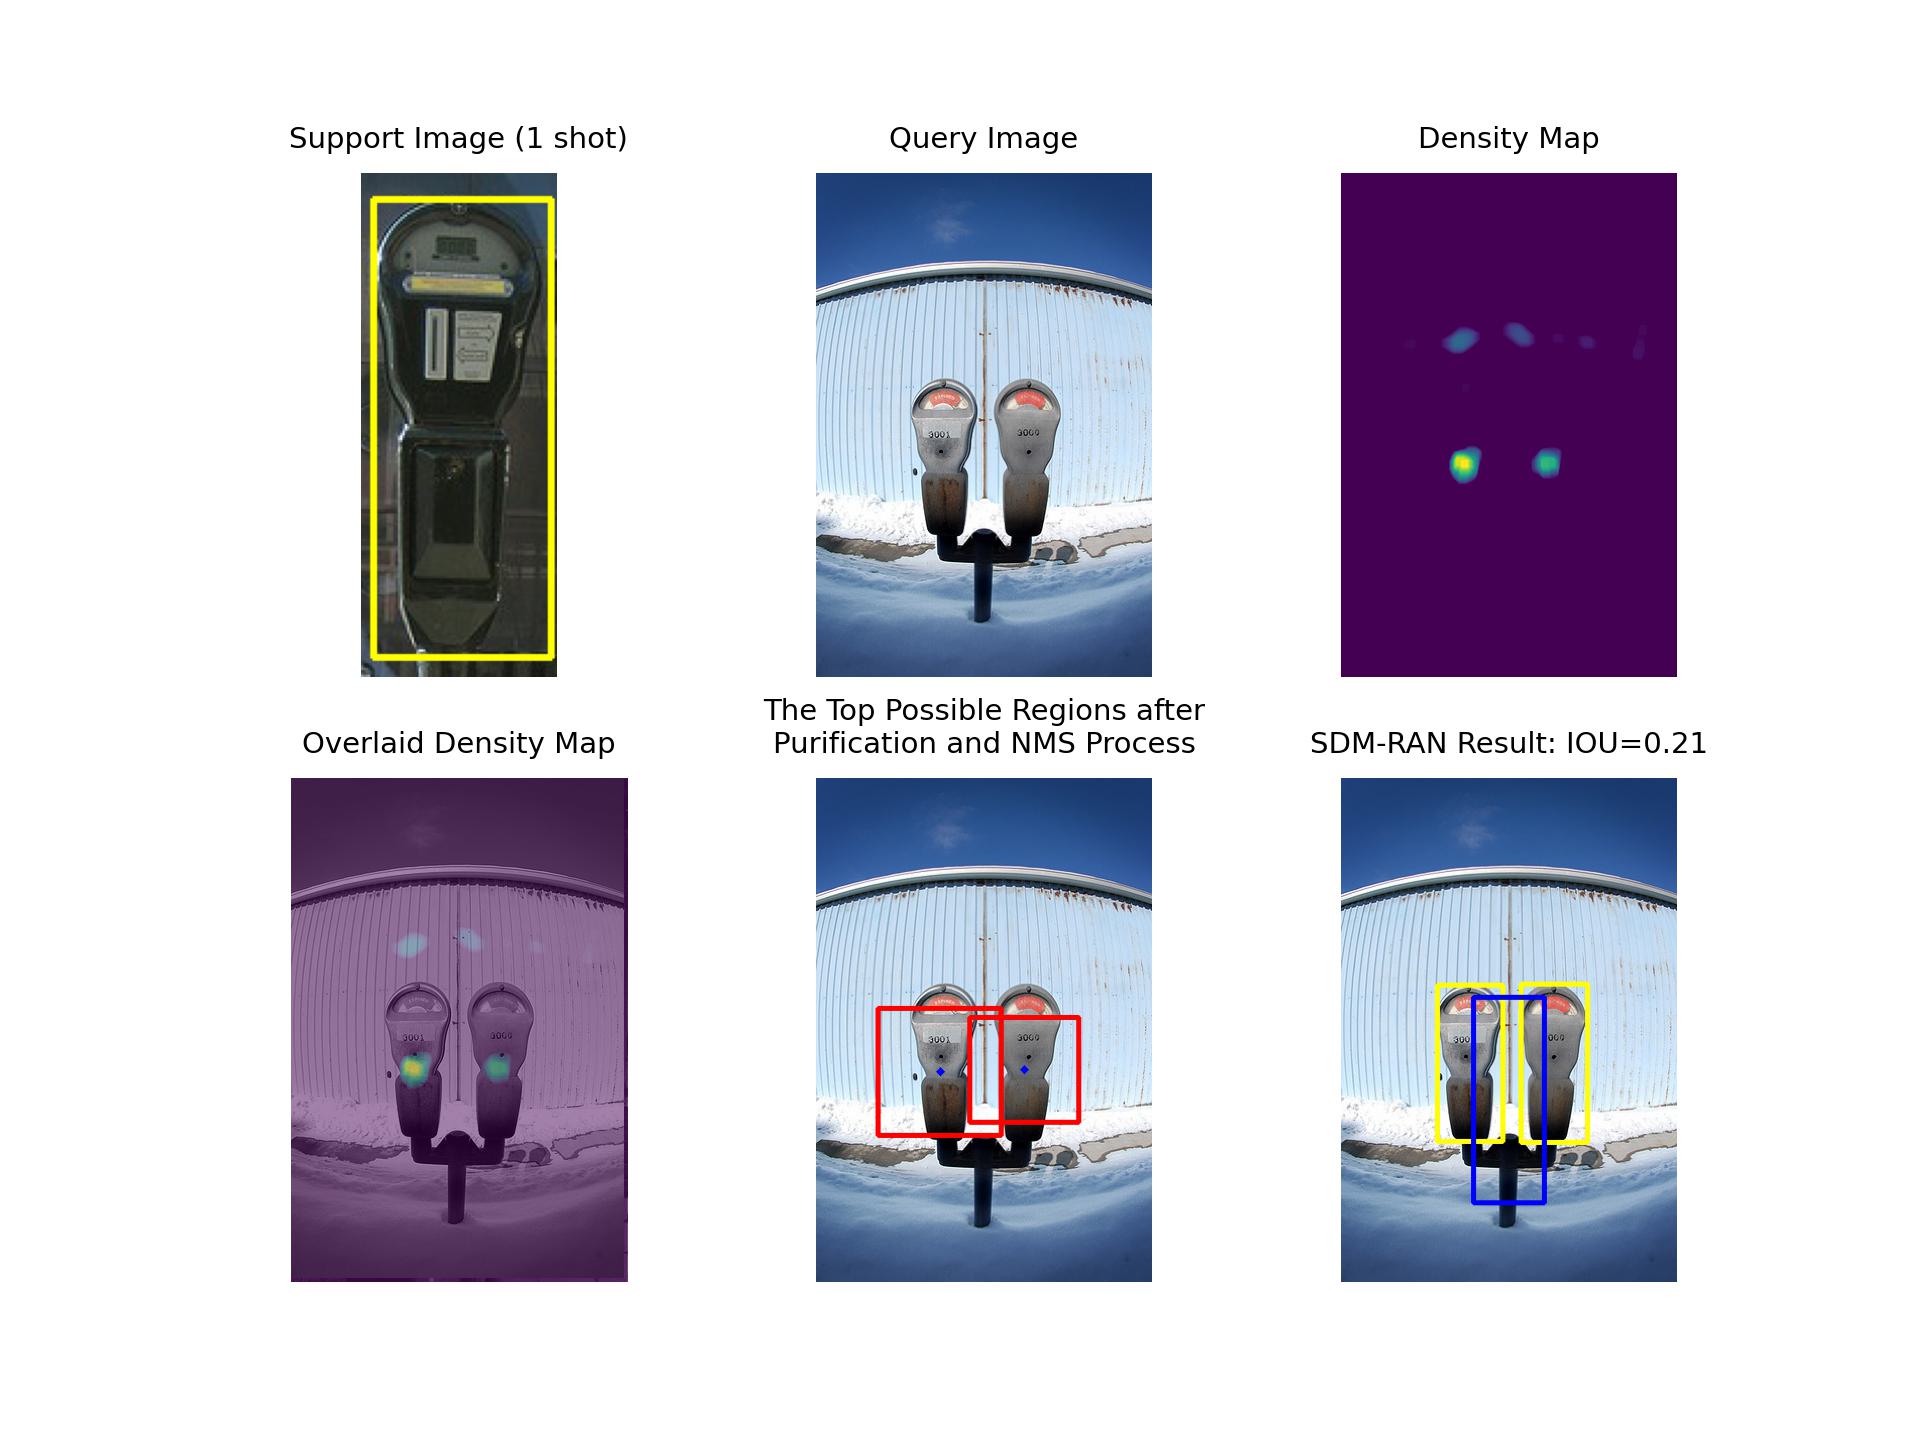 Support Image (1 shot)
Query Image
Density Map
3001
3000
Overlaid Density Map
The Top Possible Regions after
Purification and NMS Process
SDM-RAN Result: IOU=0.21
3001
3000
3001
3000
300
000